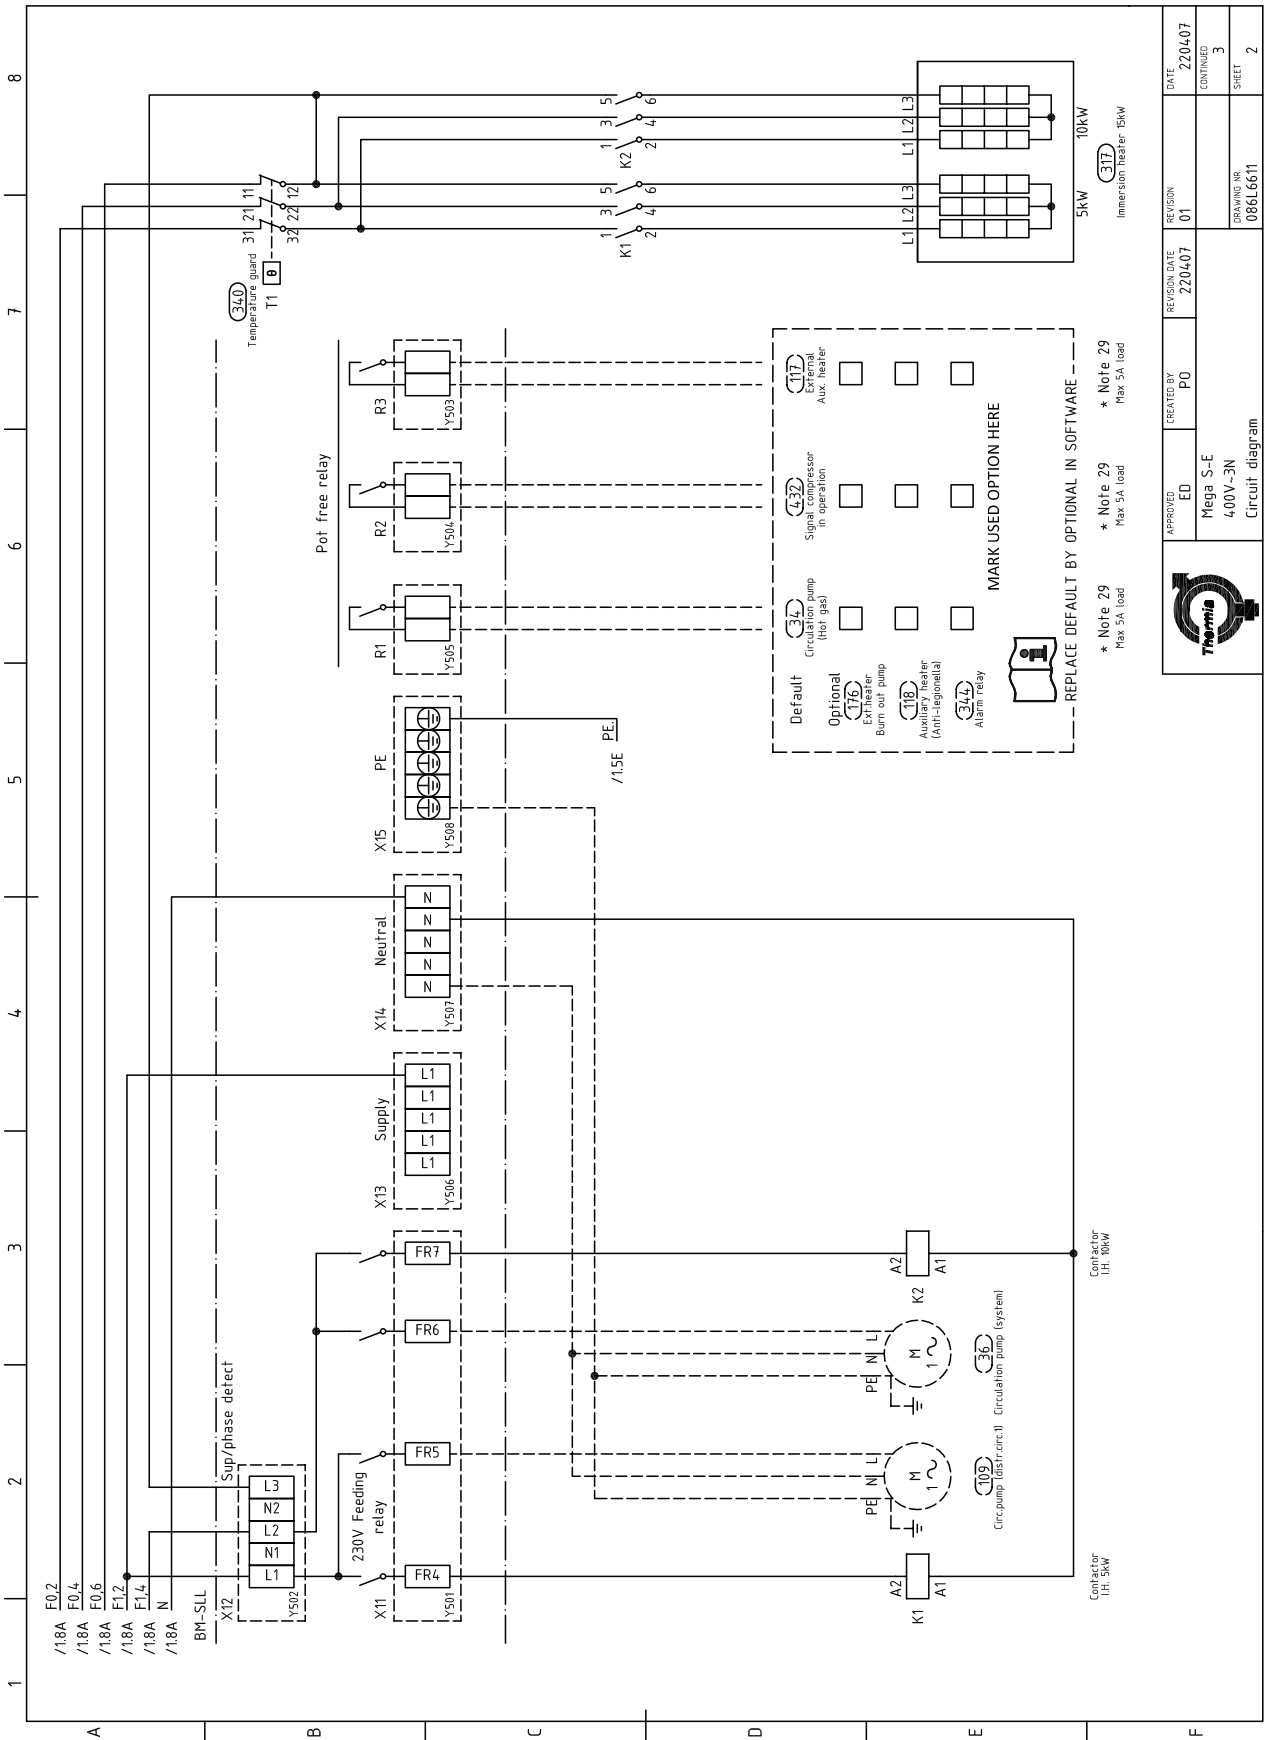 1
2
3
4
5
6
7
8
A
B
C
D
E
F
/1.8A F0,2
/1.8A F0,4
/1.8A F0,6
/1.8A F1,2
/1.8A F1,4
/1.8A N
BM-SLL
X12
Sup/phase detect
L1
N1
L2
N2
L3
Y502
230V Feeding
relay
X11
FR4
FR5
FR6
FR7
Y501
X13
Supply
L1
L1
L1
L1
L1
Y506
X14
Neutral
N
N
N
N
N
Y507
X15
PE
Y508
PE.
/1.5E
Pot free relay
R1
Y505
R2
Y504
R3
Y503
340
Temperature guard
T1
θ
31
21
11
32
22
12
K1
1
3
5
2
4
6
K2
1
3
5
2
4
6
L1
L2
L3
L1
L2
L3
5kW
10kW
317
Immersion heater 15kW
K1
A2
A1
Contactor
I.H. 5kW
PE
N
L
M
1
109
Circ.pump (distr.circ.1)
PE
N
L
M
1
36
Circulation pump (system)
K2
A2
A1
Contactor
I.H. 10kW
Default
34
Circulation pump
(Hot gas)
432
Signal compressor
in operation
117
External
Aux. heater
Optional
176
Ext.heater
Burn out pump
118
Auxiliary heater
(Anti-legionella)
344
Alarm relay
MARK USED OPTION HERE
i
REPLACE DEFAULT BY OPTIONAL IN SOFTWARE
* Note 29
Max 5A load
* Note 29
Max 5A load
* Note 29
Max 5A load
Thermia
APPROVED
ED
CREATED BY
PO
REVISION DATE
220407
REVISION
01
DATE
220407
Mega S-E
400V~3N
Circuit diagram
DRAWING NR.
086L6611
CONTINUED
3
SHEET
2